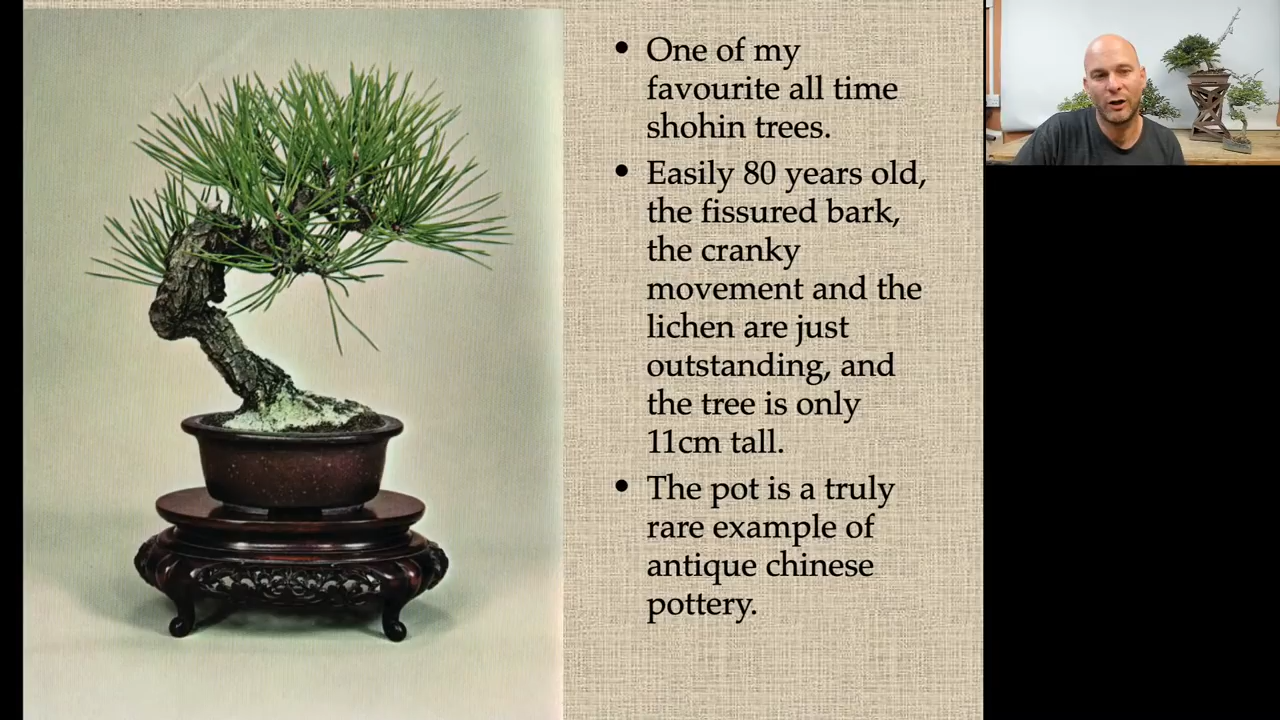 • One of my
favourite all time
shohin trees.
• Easily 80 years old,
the fissured bark,
the cranky
movement and the
lichen are just
outstanding, and
the tree is only
11cm tall.
• The pot is a truly
rare example of
antique chinese
pottery.